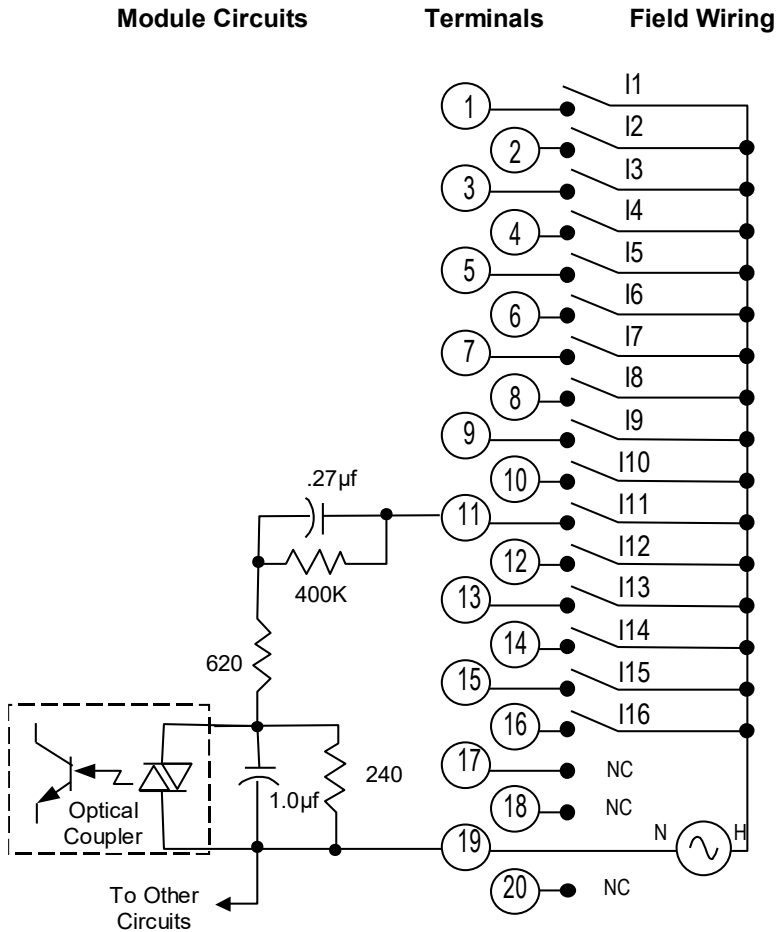 Module Circuits Terminals Field Wiring
1 I1
2 I2
3 I3
4 I4
5 I5
6 I6
7 I7
8 I8
9 I9
10 I10
.27µf
11 I11
12 I12
400K
13 I13
14 I14
620
15 I15
16 I16
17 NC
240
1.0µf
18 NC
Optical
Coupler
19 N H
20 NC
To Other
Circuits